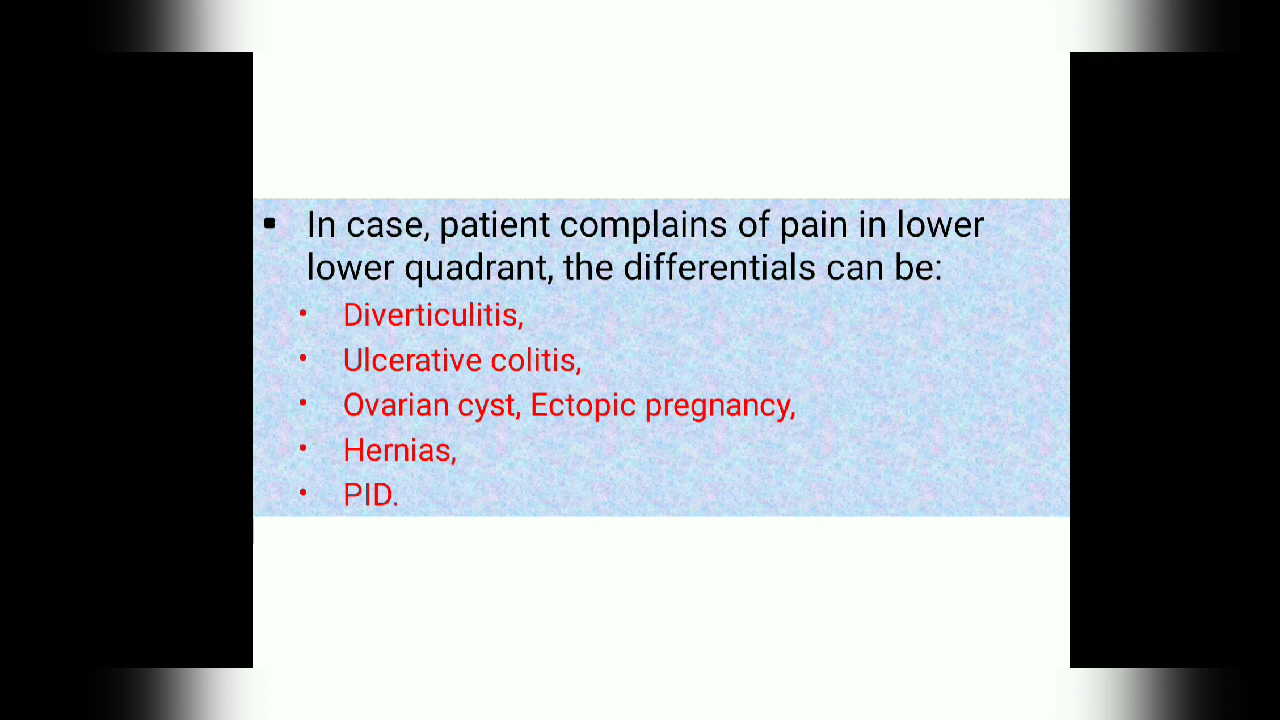 ▪ In case, patient complains of pain in lower
lower quadrant, the differentials can be:
• Diverticulitis,
• Ulcerative colitis,
• Ovarian cyst, Ectopic pregnancy,
• Hernias,
• PID.